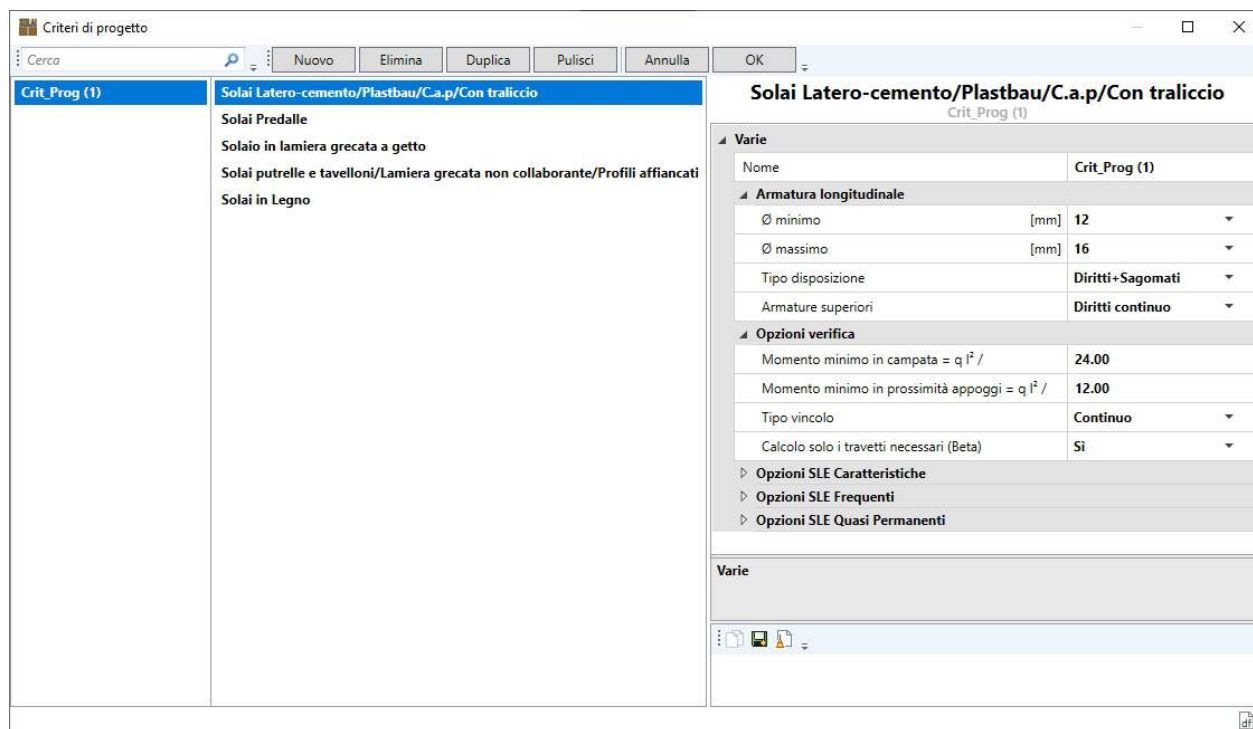 Criteri di progetto
Cerca
Nuovo Elimina Duplica Pulisci Annulla OK
Crit_Prog (1)
Solai Latero-cemento/Plastbau/C.a.p/Con traliccio
Solai Predalle
Solaio in lamiera grecata a getto
Solai putrelle e tavelloni/Lamiera grecata non collaborante/Profili affiancati
Solai in Legno
Solai Latero-cemento/Plastbau/C.a.p/Con traliccio
Crit_Prog (1)
Varie
Nome Crit_Prog (1)
Armatura longitudinale
Ø minimo [mm] 12
Ø massimo [mm] 16
Tipo disposizione Diritti+Sagomati
Armature superiori Diritti continuo
Opzioni verifica
Momento minimo in campata = q l² / 24.00
Momento minimo in prossimità appoggi = q l² / 12.00
Tipo vincolo Continuo
Calcolo solo i travetti necessari (Beta) Sì
Opzioni SLE Caratteristiche
Opzioni SLE Frequenti
Opzioni SLE Quasi Permanenti
Varie
df